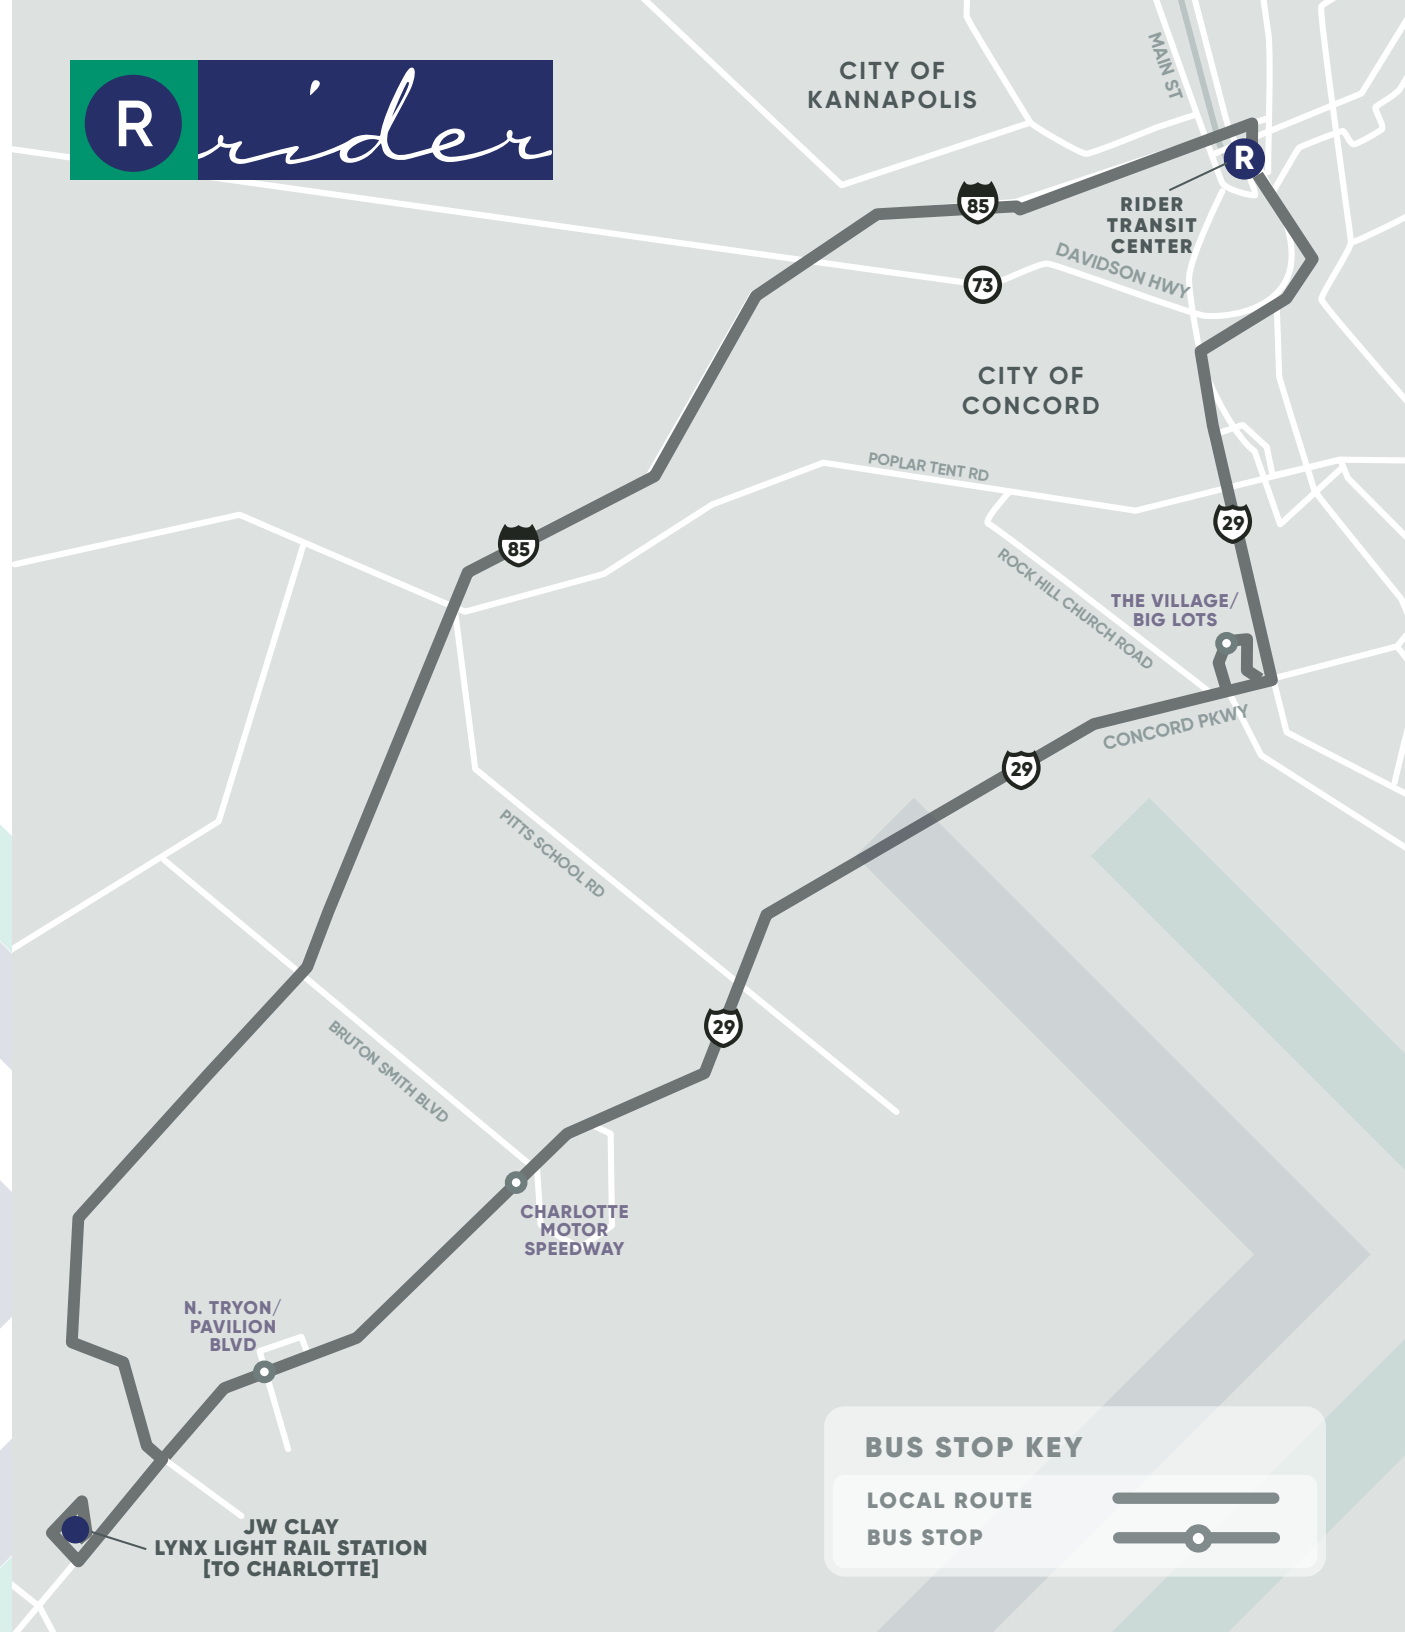 R rider
CITY OF
KANNAPOLIS
MAIN ST
R
85
RIDER
TRANSIT
CENTER
DAVIDSON HWY
73
CITY OF
CONCORD
POPLAR TENT RD
29
85
ROCK HILL CHURCH ROAD
THE VILLAGE/
BIG LOTS
CONCORD PKWY
29
PITTS SCHOOL RD
29
BRUTON SMITH BLVD
CHARLOTTE
MOTOR
SPEEDWAY
N. TRYON/
PAVILION
BLVD
BUS STOP KEY
LOCAL ROUTE
BUS STOP
JW CLAY
LYNX LIGHT RAIL STATION
[TO CHARLOTTE]